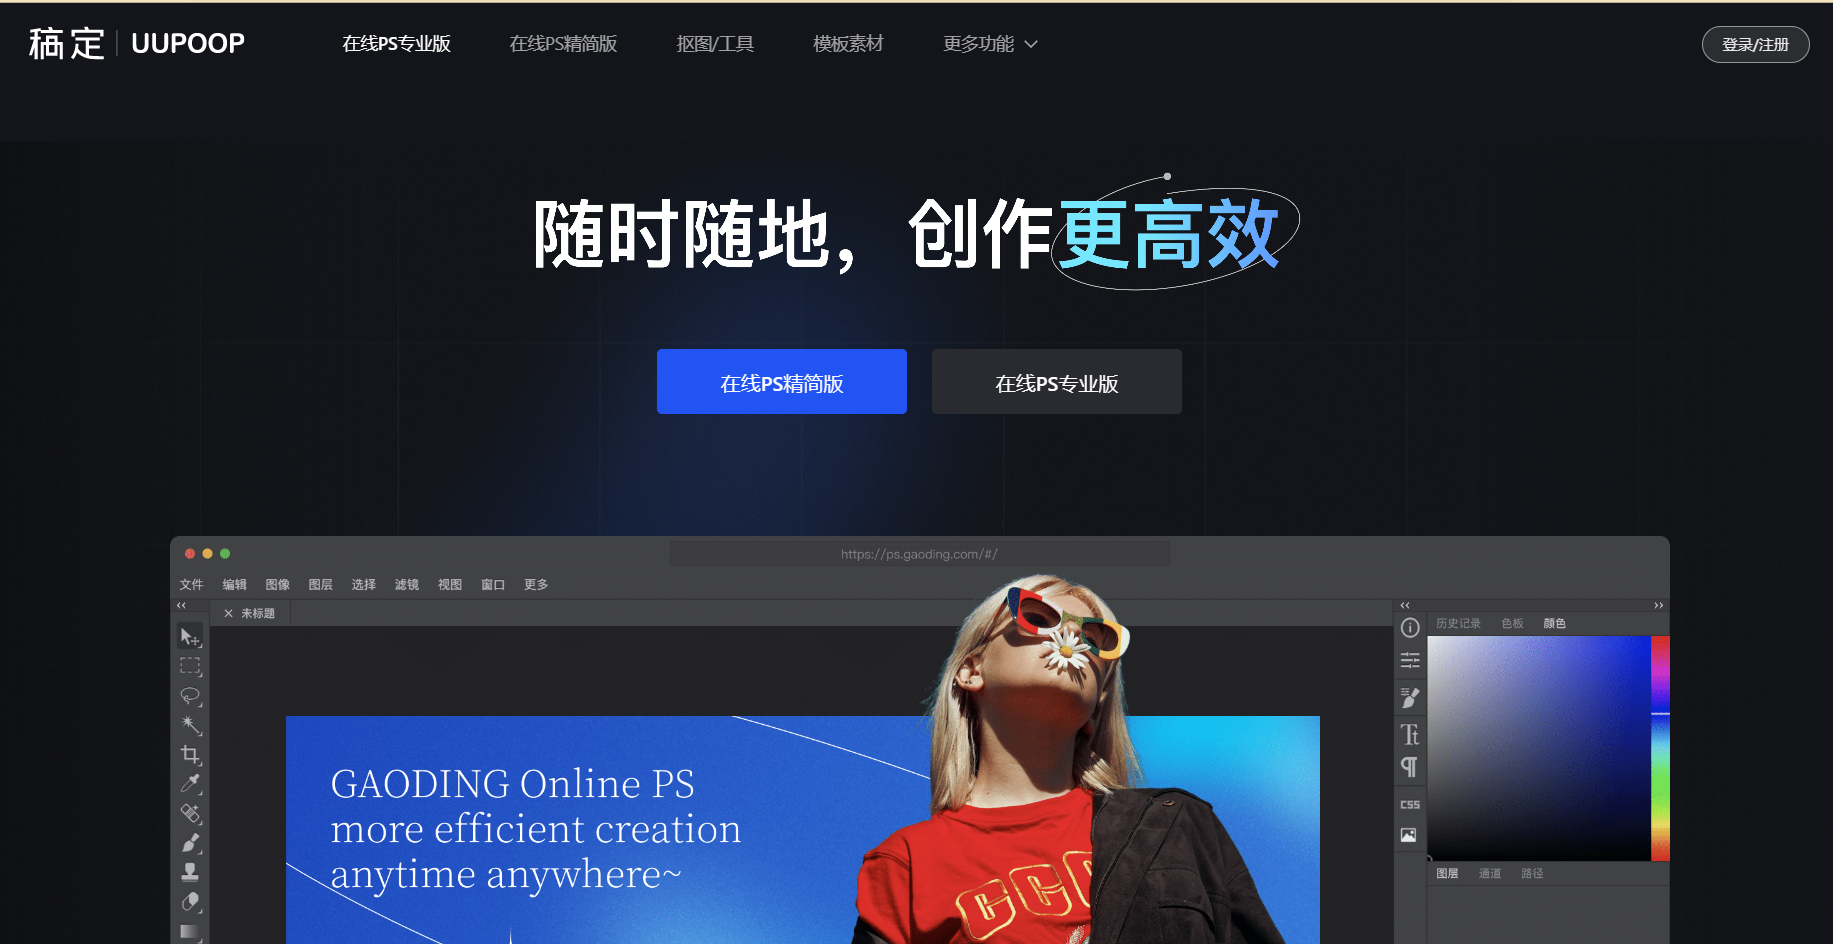 稿定 | UUPOOP
在线PS专业版
在线PS精简版
抠图/工具
模板素材
更多功能
登录/注册
随时随地，创作更高效
在线PS精简版
在线PS专业版
https://ps.gaoding.com/#/
文件 编辑 图像 图层 选择 滤镜 视图 窗口 更多
× 未标题
历史记录 色板 颜色
GAODING Online PS
more efficient creation
anytime anywhere~
Tt
CSS
图层 通道 路径